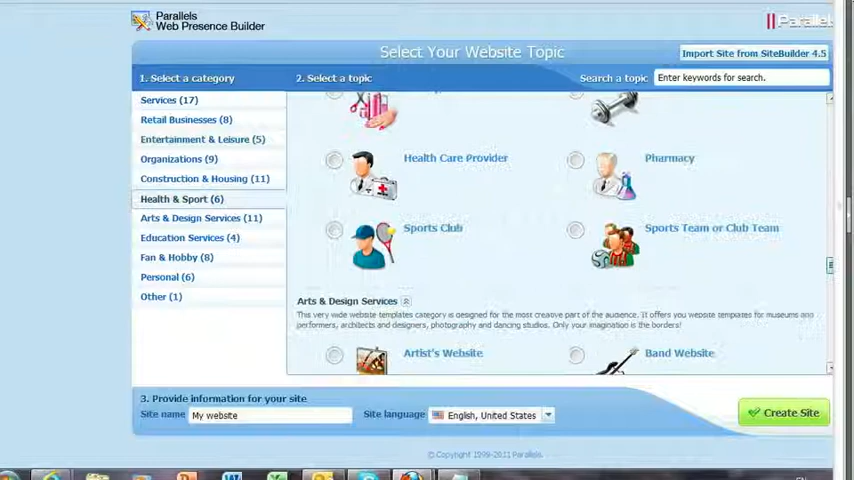 Parallels
Web Presence Builder
Parallels
Select Your Website Topic
Import Site from SiteBuilder 4.5
1. Select a category
2. Select a topic
Search a topic
Enter keywords for search.
Services (17)
Retail Businesses (8)
Entertainment & Leisure (5)
Organizations (9)
Construction & Housing (11)
Health & Sport (6)
Arts & Design Services (11)
Education Services (4)
Fan & Hobby (8)
Personal (6)
Other (1)
Health Care Provider
Pharmacy
Sports Club
Sports Team or Club Team
Arts & Design Services
This very wide website templates category is designed for the most creative part of the audience. It offers you website templates for museums and
performers, architects and designers, photography and dancing studios. Only your imagination is the borders!
Artist's Website
Band Website
3. Provide information for your site
Site name
My website
Site language
English, United States
Create Site
© Copyright 1999-2011 Parallels.